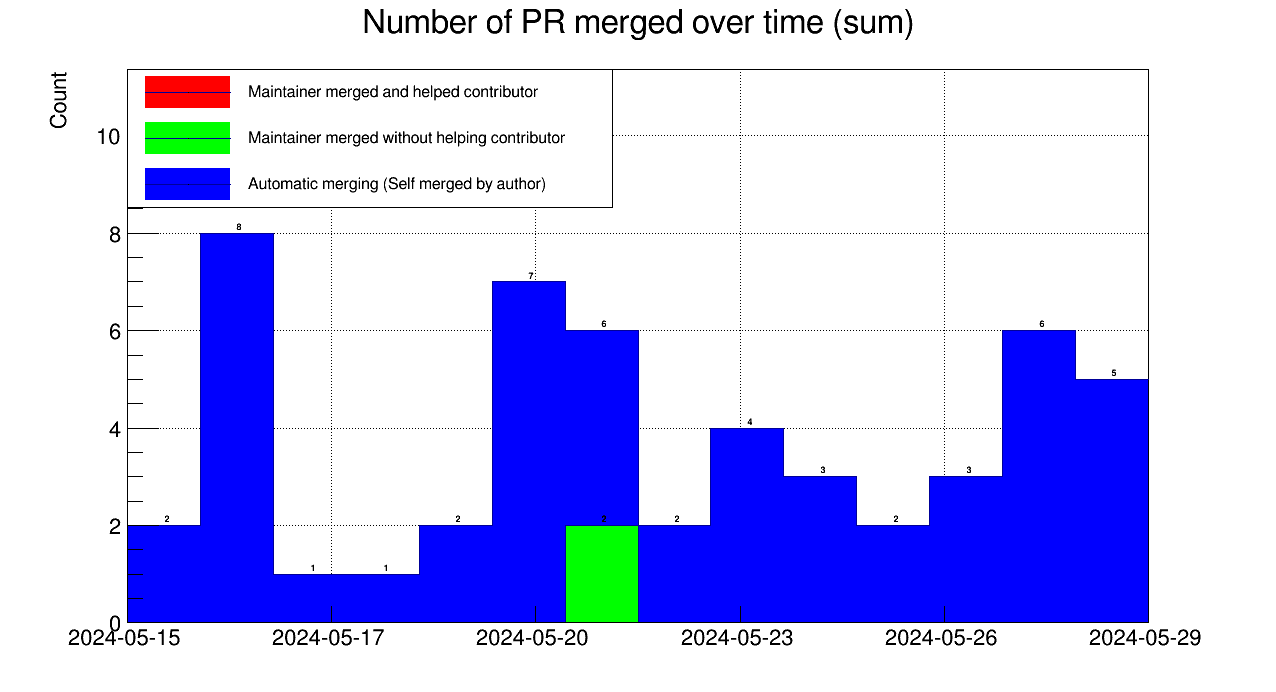 Number of PR merged over time (sum)
Count
Maintainer merged and helped contributor
Maintainer merged without helping contributor
Automatic merging (Self merged by author)
10
8
6
4
2
0
2 8 1 1 2 7 6 2 2 4 3 2 3 6 5
2024-05-15 2024-05-17 2024-05-20 2024-05-23 2024-05-26 2024-05-29